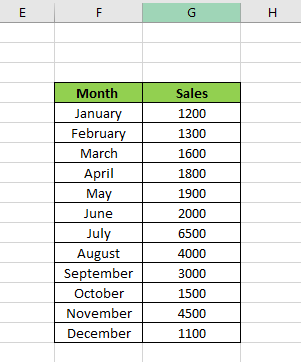 E F G H
Month Sales
January 1200
February 1300
March 1600
April 1800
May 1900
June 2000
July 6500
August 4000
September 3000
October 1500
November 4500
December 1100